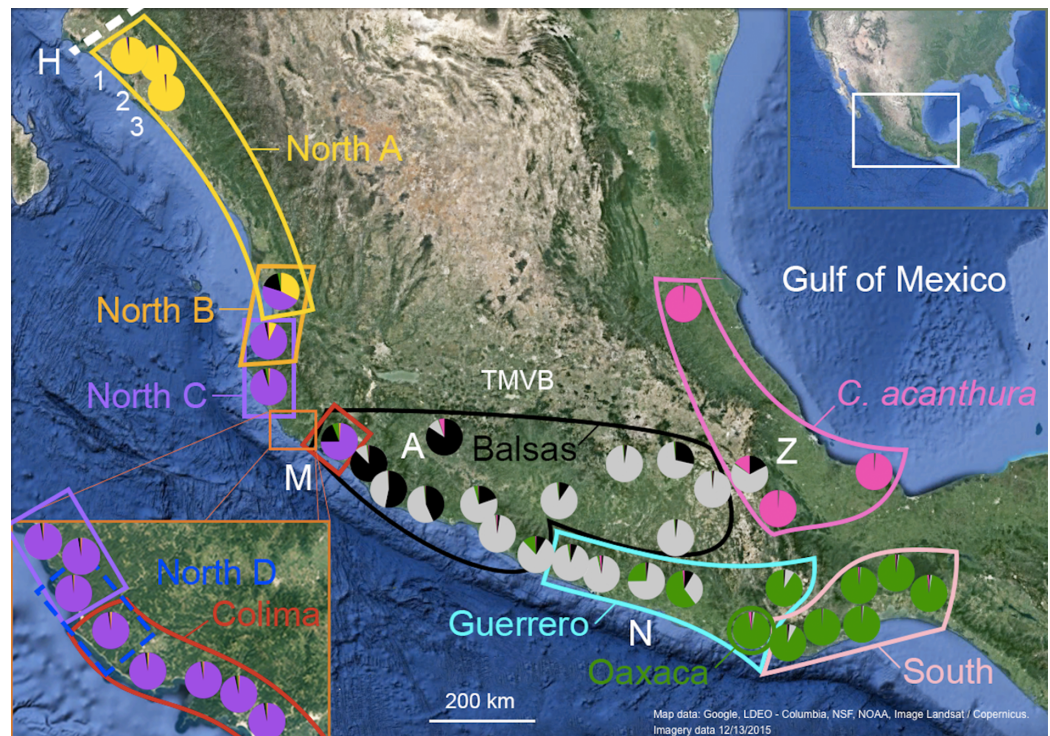 H
1
2
3
North A
Gulf of Mexico
North B
North C
TMVB
C. acanthura
A
Balsas
Z
M
North D
Colima
Guerrero
N
Oaxaca
South
200 km
Map data: Google, LDEO - Columbia, NSF, NOAA, Image Landsat / Copernicus.
Imagery data 12/13/2015